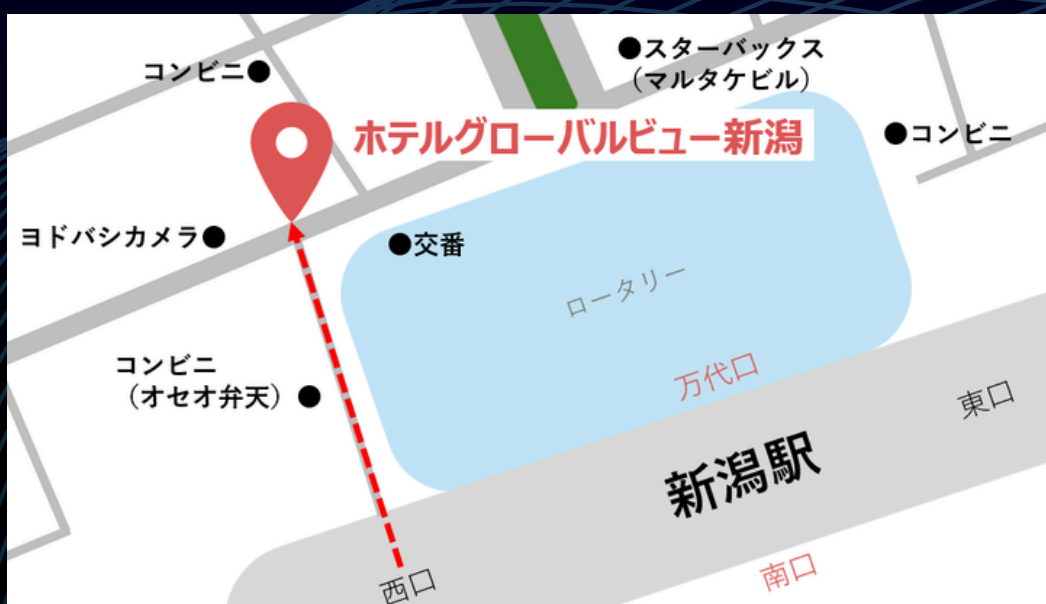 スターバックス
（マルタケビル）
コンビニ
ホテルグローバルビュー新潟
コンビニ
ヨドバシカメラ
交番
ロータリー
コンビニ
（オセオ弁天）
万代口
東口
新潟駅
西口
南口